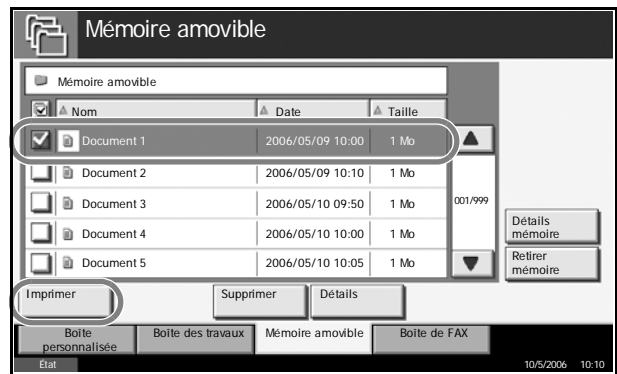 Mémoire amovible
Mémoire amovible
Nom Date Taille
Document 1 2006/05/09 10:00 1 Mo
Document 2 2006/05/09 10:10 1 Mo
Document 3 2006/05/10 09:50 1 Mo
Document 4 2006/05/10 10:00 1 Mo
Document 5 2006/05/10 10:05 1 Mo
001/999
Détails
mémoire
Retirer
mémoire
Imprimer Supprimer Détails
Boîte
personnalisée
Boîte des travaux
Mémoire amovible
Boîte de FAX
État 10/5/2006 10:10